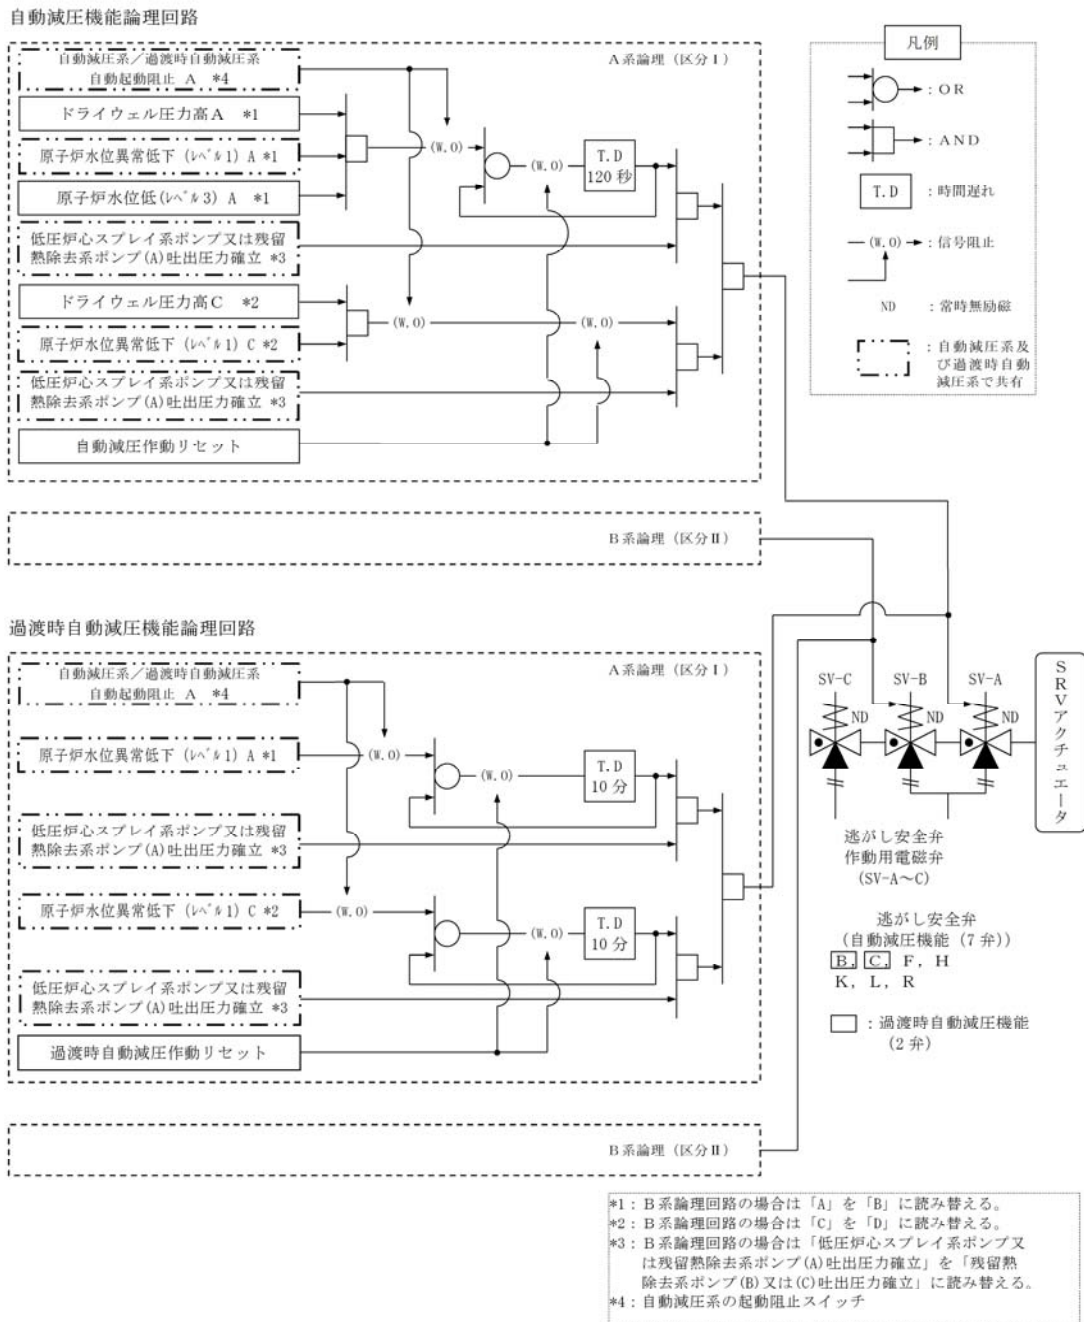 自動減圧機能論理回路
A系論理(区分Ⅰ)
自動減圧系/過渡時自動減圧系
自動起動阻止 A *4
ドライウェル圧力高A *1
原子炉水位異常低下(ﾚﾍﾞﾙ1) A *1
原子炉水位低(ﾚﾍﾞﾙ3) A *1
低圧炉心スプレイ系ポンプ又は残留
熱除去系ポンプ(A)吐出圧力確立 *3
ドライウェル圧力高C *2
原子炉水位異常低下(ﾚﾍﾞﾙ1) C *2
低圧炉心スプレイ系ポンプ又は残留
熱除去系ポンプ(A)吐出圧力確立 *3
自動減圧作動リセット
(W.O)
(W.O)
T.D
120秒
(W.O)
(W.O)
凡例
:OR
:AND
T.D
:時間遅れ
(W.O)
:信号阻止
ND
:常時無励磁
:自動減圧系及
び過渡時自動
減圧系で共有
B系論理(区分Ⅱ)
過渡時自動減圧機能論理回路
A系論理(区分Ⅰ)
自動減圧系/過渡時自動減圧系
自動起動阻止 A *4
原子炉水位異常低下(ﾚﾍﾞﾙ1) A *1
低圧炉心スプレイ系ポンプ又は残留
熱除去系ポンプ(A)吐出圧力確立 *3
原子炉水位異常低下(ﾚﾍﾞﾙ1) C *2
低圧炉心スプレイ系ポンプ又は残留
熱除去系ポンプ(A)吐出圧力確立 *3
過渡時自動減圧作動リセット
(W.O)
(W.O)
T.D
10分
(W.O)
(W.O)
T.D
10分
SV-C
SV-B
SV-A
ND
ND
ND
SRVアクチュエータ
逃がし安全弁
作動用電磁弁
(SV-A~C)
逃がし安全弁
(自動減圧機能(7弁))
B, C, F, H
K, L, R
:過渡時自動減圧機能
(2弁)
B系論理(区分Ⅱ)
*1:B系論理回路の場合は「A」を「B」に読み替える。
*2:B系論理回路の場合は「C」を「D」に読み替える。
*3:B系論理回路の場合は「低圧炉心スプレイ系ポンプ又
は残留熱除去系ポンプ(A)吐出圧力確立」を「残留熱
除去系ポンプ(B)又は(C)吐出圧力確立」に読み替える。
*4:自動減圧系の起動阻止スイッチ